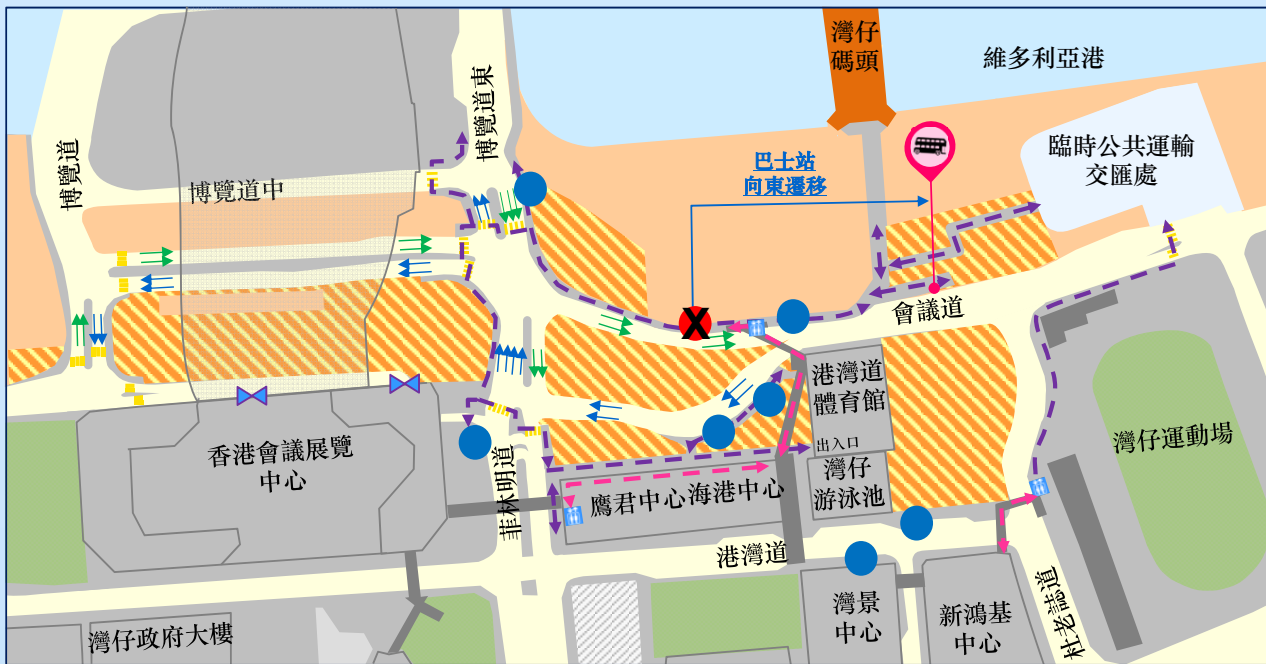 灣仔
碼頭
維多利亞港
博覽道東
博覽道
博覽道中
巴士站
向東遷移
臨時公共運輸
交匯處
X
會議道
港灣道
體育館
出入口
灣仔
游泳池
灣仔運動場
香港會議展覽
中心
菲林明道
鷹君中心
海港中心
港灣道
灣仔政府大樓
灣景
中心
新鴻基
中心
杜老誌道